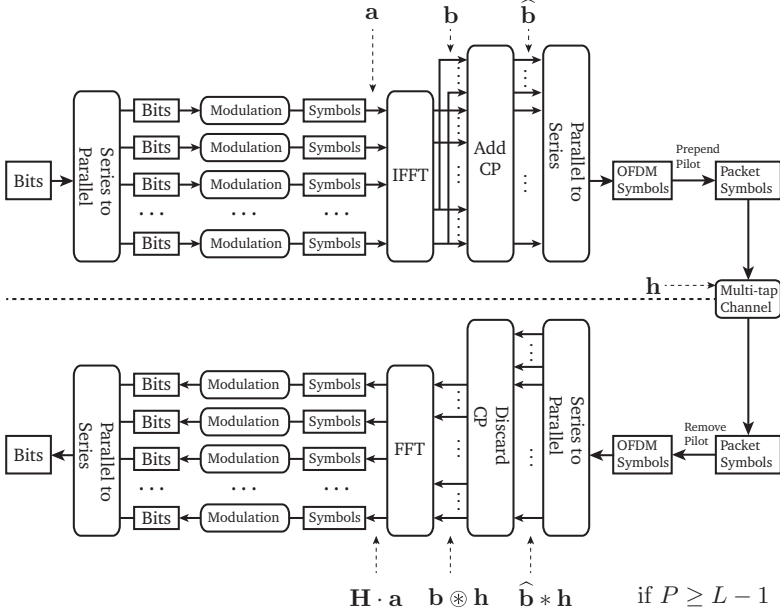 a b b̂
Bits
Series to
Parallel
Bits Modulation Symbols
Bits Modulation Symbols
Bits Modulation Symbols
... ... ...
Bits Modulation Symbols
IFFT
Add
CP
Parallel to
Series
OFDM
Symbols
Prepend
Pilot
Packet
Symbols
h
Multi-tap
Channel
Packet
Symbols
Remove
Pilot
OFDM
Symbols
Series to
Parallel
Discard
CP
FFT
Bits Modulation Symbols
Bits Modulation Symbols
Bits Modulation Symbols
... ... ...
Bits Modulation Symbols
Parallel to
Series
Bits
H · a b ⊛ h b̂ ∗ h if P ≥ L − 1